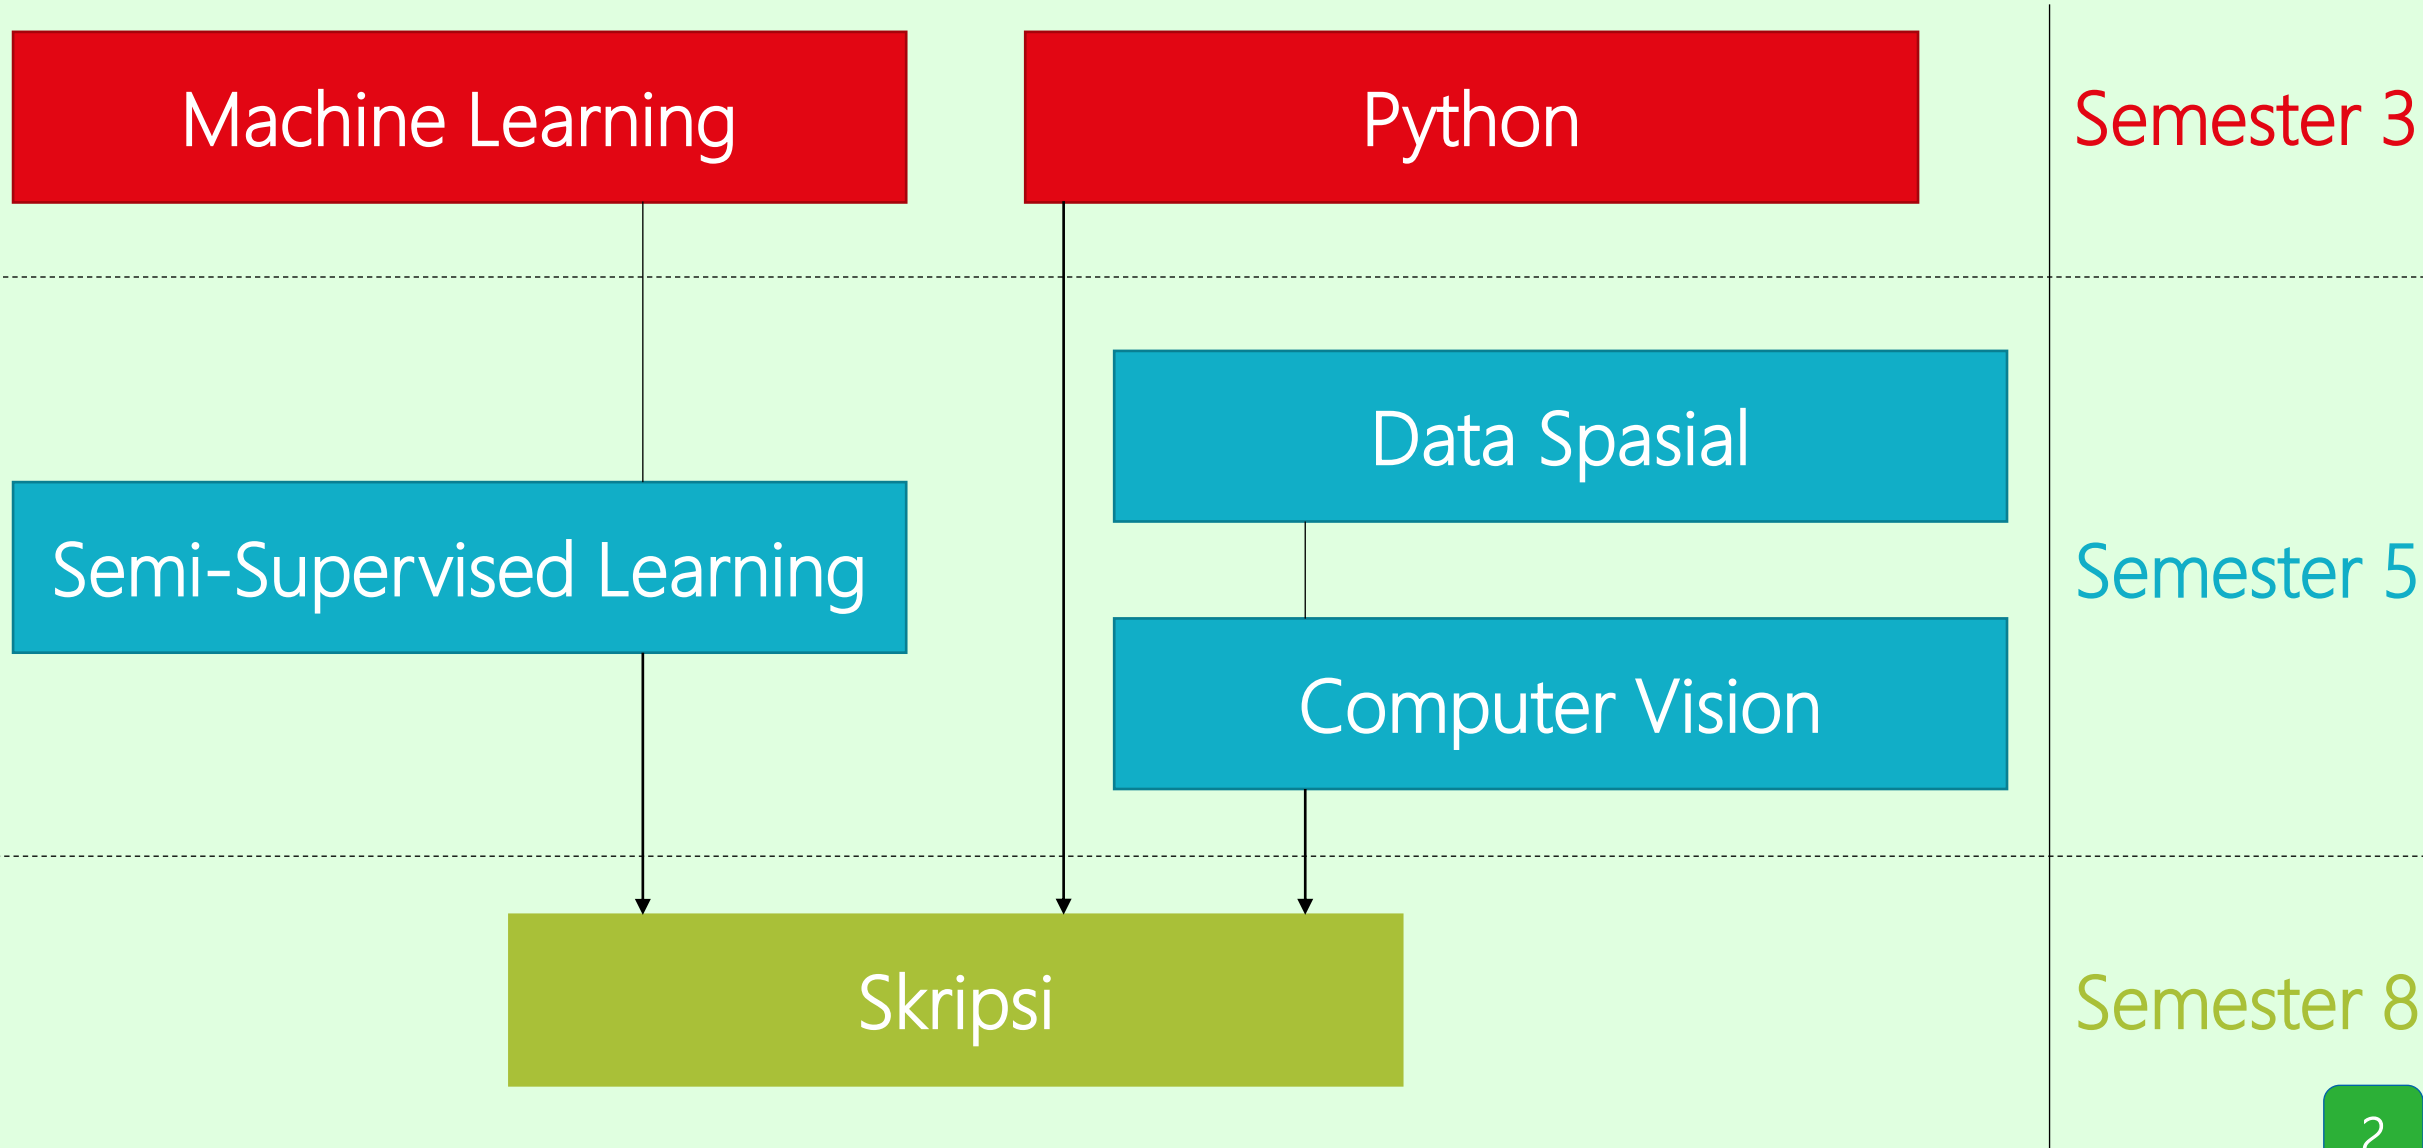 Machine Learning
Python
Semester 3
Data Spasial
Semi-Supervised Learning
Semester 5
Computer Vision
Skripsi
Semester 8
2